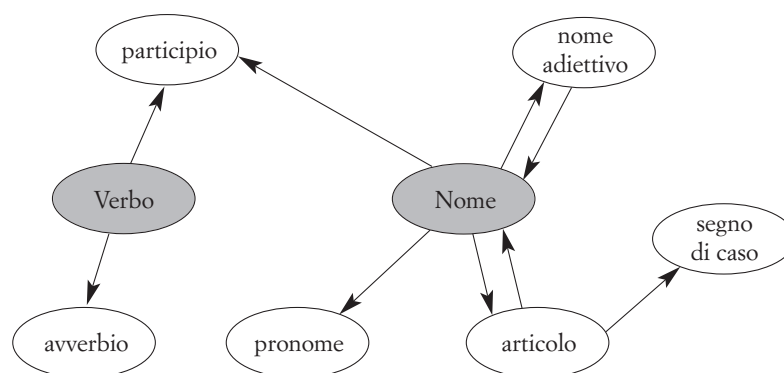 participio
nome
adiettivo
Verbo
Nome
segno
di caso
avverbio
pronome
articolo